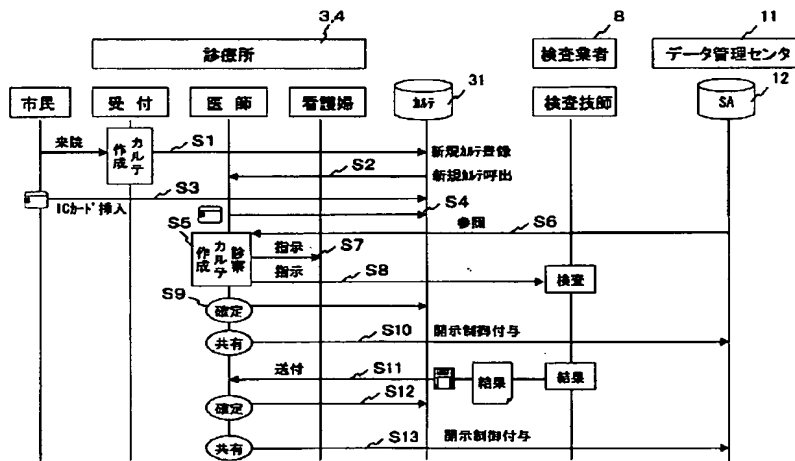 3,4
8
11
診療所
検査業者
データ管理センタ
31
12
市民
受付
医師
看護婦
カルテ
検査技師
SA
来院
カルテ作成
S1
新規カルテ登録
S2
新規カルテ呼出
S3
ICカード挿入
S4
S5
診察
カルテ
作成
参照
S6
指示
S7
指示
S8
検査
S9
確定
共有
S10
開示制御付与
送付
S11
結果
結果
確定
S12
共有
S13
開示制御付与